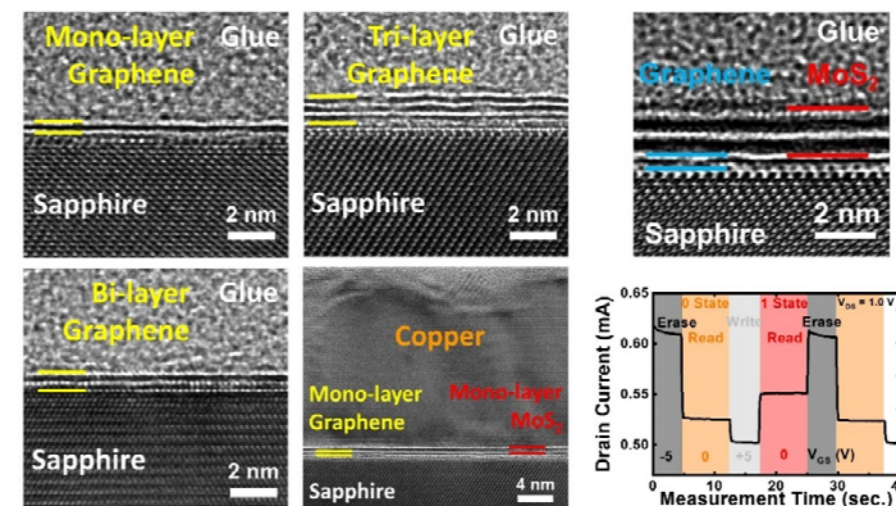 Mono-layer Glue
Graphene
Sapphire
2 nm
Tri-layer Glue
Graphene
Sapphire
2 nm
Glue
Graphene MoS₂
2 nm
Sapphire
Bi-layer Glue
Graphene
Sapphire
2 nm
Copper
Mono-layer Mono-layer
Graphene MoS₂
Sapphire 4 nm
0.65
0.60
0.55
0.50
Drain Current (mA)
0 State 1 State V_DS = 1.0 V
Erase Write Erase
Read Read
-5 0 +5 0 V_GS (V)
0 10 20 30 4
Measurement Time (sec.)